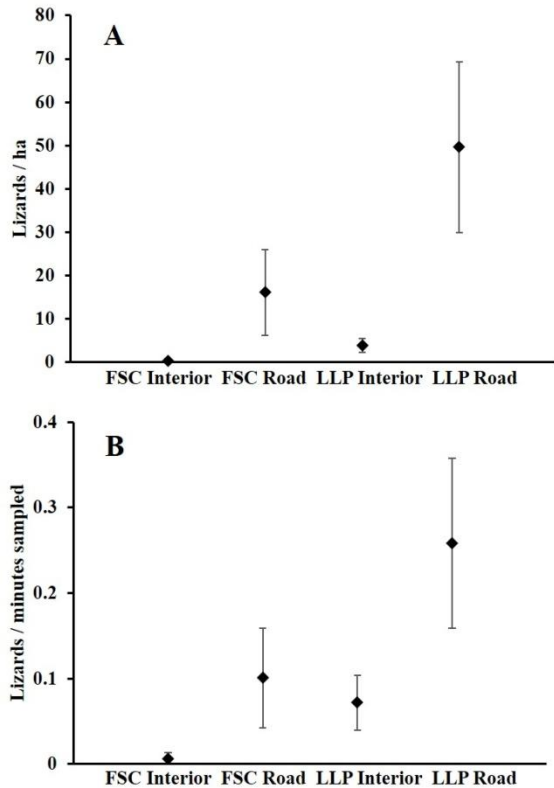 A
80
70
60
50
40
30
20
10
0
Lizards / ha
FSC Interior FSC Road LLP Interior LLP Road
B
0.4
0.3
0.2
0.1
0
Lizards / minutes sampled
FSC Interior FSC Road LLP Interior LLP Road